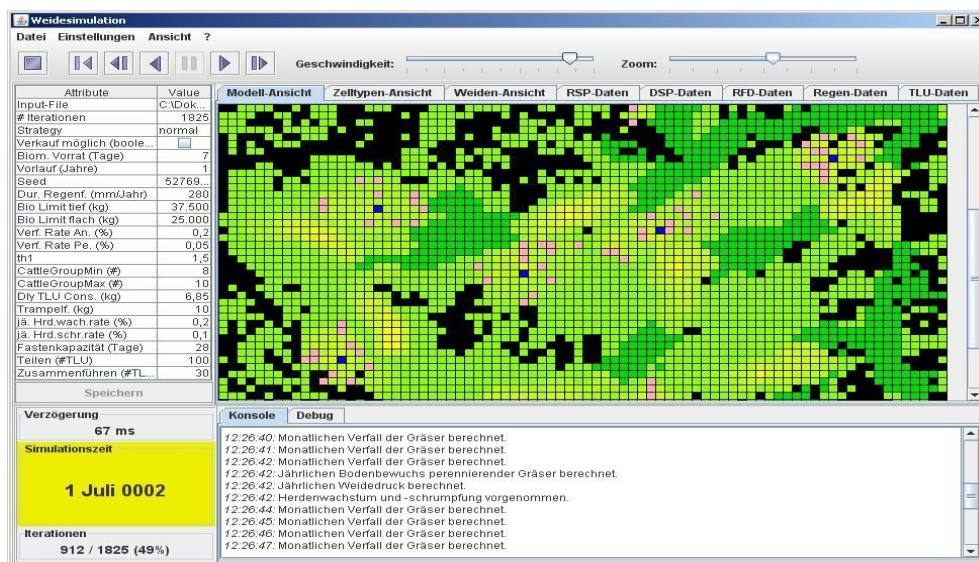 Weidesimulation
Datei Einstellungen Ansicht ?
Geschwindigkeit: Zoom:
Attribute Value
Input-File C:\Dok...
# Iterationen 1825
Strategy normal
Verkauf möglich (boole...
Biom. Vorrat (Tage) 7
Vorlauf (Jahre) 1
Seed 52769...
Dur. Regenf. (mm/Jahr) 280
Bio Limit tief (kg) 37.500
Bio Limit flach (kg) 25.000
Verf. Rate An. (%) 0,2
Verf. Rate Pe. (%) 0,05
th1 1,5
CattleGroupMin (#) 8
CattleGroupMax (#) 10
Dly TLU Cons. (kg) 6,85
Trampelf. (kg) 10
jä. Hrd.wach.rate (%) 0,2
jä. Hrd.schr.rate (%) 0,1
Fastenkapazität (Tage) 28
Teilen (#TLU) 100
Zusammenführen (#TL... 30
Speichern
Modell-Ansicht Zelltypen-Ansicht Weiden-Ansicht RSP-Daten DSP-Daten RFD-Daten Regen-Daten TLU-Daten
Verzögerung
67 ms
Simulationszeit
1 Juli 0002
Iterationen
912 / 1825 (49%)
Konsole Debug
12:26:40: Monatlichen Verfall der Gräser berechnet.
12:26:41: Monatlichen Verfall der Gräser berechnet.
12:26:42: Monatlichen Verfall der Gräser berechnet.
12:26:42: Jährlichen Bodenbewuchs perennierender Gräser berechnet.
12:26:42: Jährlichen Weidedruck berechnet.
12:26:42: Herdenwachstum und -schrumpfung vorgenommen.
12:26:44: Monatlichen Verfall der Gräser berechnet.
12:26:45: Monatlichen Verfall der Gräser berechnet.
12:26:46: Monatlichen Verfall der Gräser berechnet.
12:26:47: Monatlichen Verfall der Gräser berechnet.